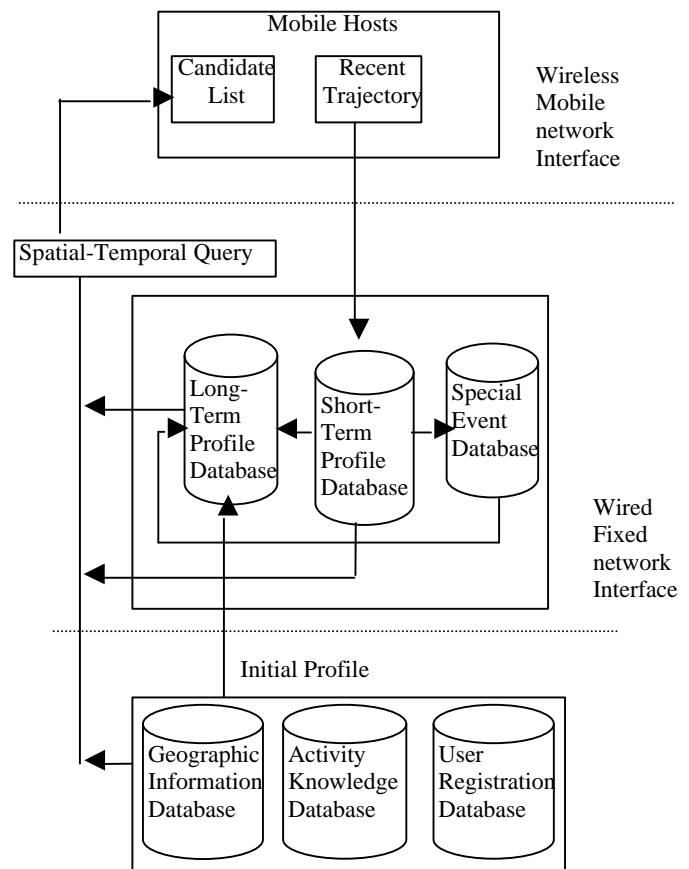 Mobile Hosts
Candidate
List
Recent
Trajectory
Wireless
Mobile
network
Interface
Spatial-Temporal Query
Long-
Term
Profile
Database
Short-
Term
Profile
Database
Special
Event
Database
Wired
Fixed
network
Interface
Initial Profile
Geographic
Information
Database
Activity
Knowledge
Database
User
Registration
Database